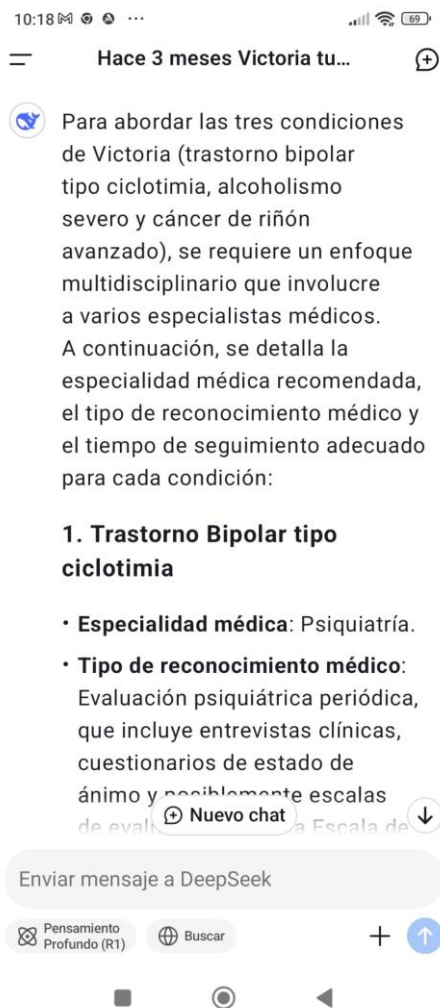 10:18
69
Hace 3 meses Victoria tu...
Para abordar las tres condiciones
de Victoria (trastorno bipolar
tipo ciclotimia, alcoholismo
severo y cáncer de riñón
avanzado), se requiere un enfoque
multidisciplinario que involucre
a varios especialistas médicos.
A continuación, se detalla la
especialidad médica recomendada,
el tipo de reconocimiento médico y
el tiempo de seguimiento adecuado
para cada condición:
1. Trastorno Bipolar tipo
ciclotimia
• Especialidad médica: Psiquiatría.
• Tipo de reconocimiento médico:
Evaluación psiquiátrica periódica,
que incluye entrevistas clínicas,
cuestionarios de estado de
ánimo y posiblemente escalas
de a Escala de
Nuevo chat
Enviar mensaje a DeepSeek
Pensamiento
Profundo (R1)
Buscar